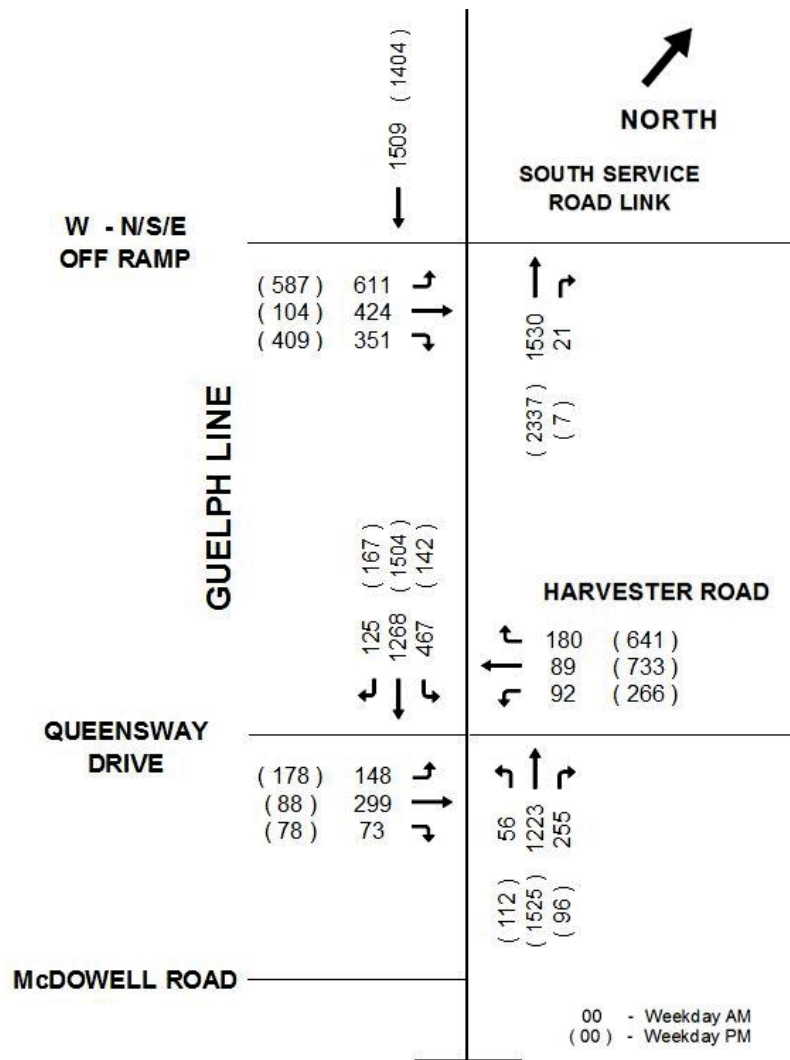 1509 ( 1404 )
NORTH
SOUTH SERVICE
ROAD LINK
W - N/S/E
OFF RAMP
( 587 ) 611
( 104 ) 424
( 409 ) 351
1530 ( 2337 )
21 ( 7 )
GUELPH LINE
125 ( 167 )
1268 ( 1504 )
467 ( 142 )
HARVESTER ROAD
180 ( 641 )
89 ( 733 )
92 ( 266 )
QUEENSWAY
DRIVE
( 178 ) 148
( 88 ) 299
( 78 ) 73
56 ( 112 )
1223 ( 1525 )
255 ( 96 )
McDOWELL ROAD
00 - Weekday AM
( 00 ) - Weekday PM